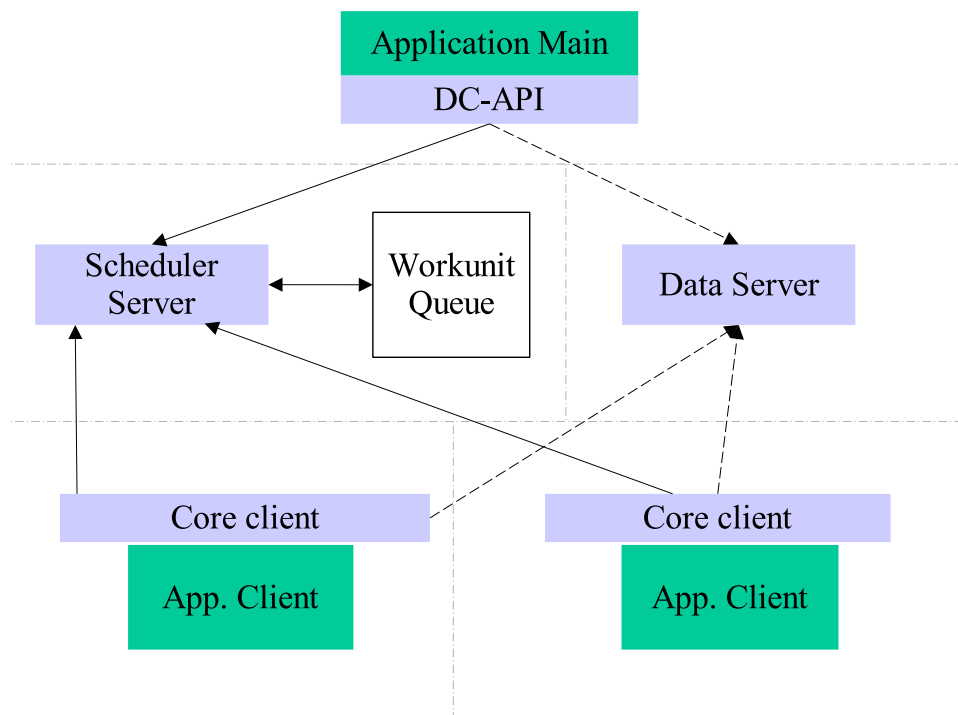 Application Main
DC-API
Scheduler
Server
Workunit
Queue
Data Server
Core client
Core client
App. Client
App. Client